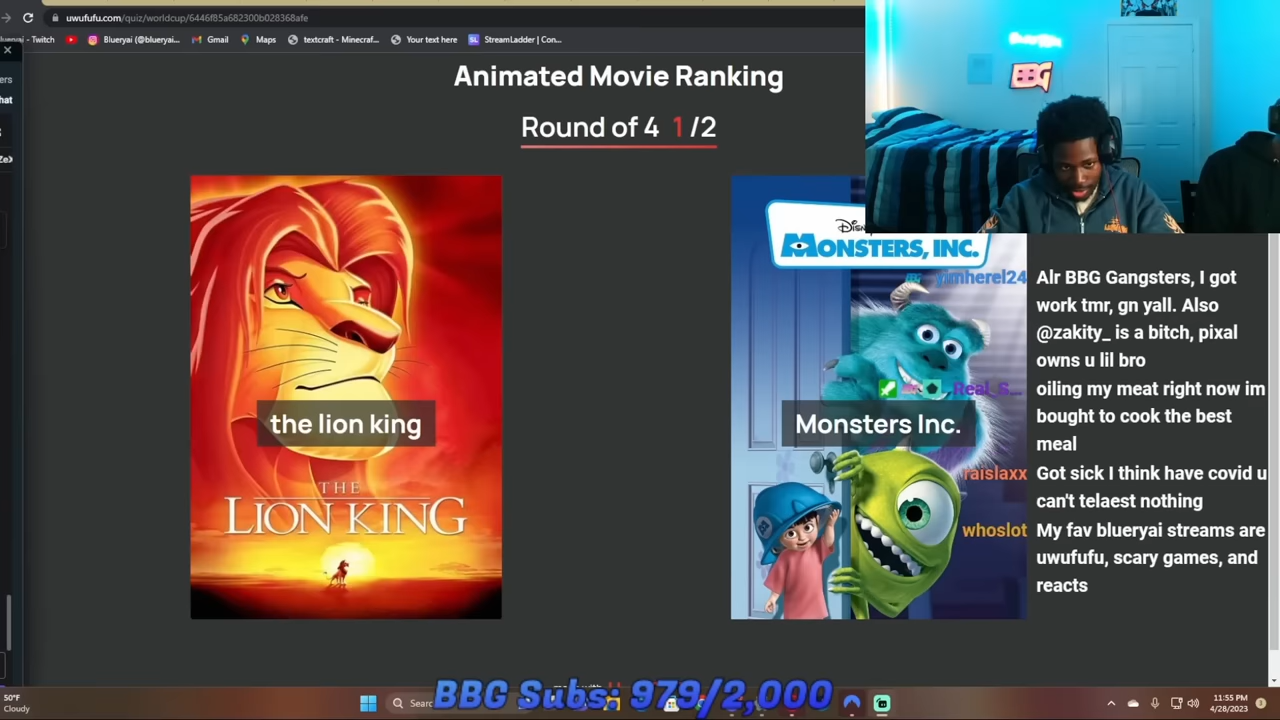 uwufufu.com/quiz/worldcup/6446f85a682300b028368afe
- Twitch
Blueryai (@blueryai...
Gmail
Maps
textcraft - Minecraf...
Your text here
StreamLadder | Con...
Animated Movie Ranking
Round of 4 1 /2
BBG
DISNEY
MONSTERS, INC.
the lion king
Monsters Inc.
THE
LION KING
yimherel24
Alr BBG Gangsters, I got
work tmr, gn yall. Also
@zakity_ is a bitch, pixal
owns u lil bro
Real_S...
oiling my meat right now im
bought to cook the best
meal
raislaxx
Got sick I think have covid u
can't telaest nothing
whoslot
My fav blueryai streams are
uwufufu, scary games, and
reacts
BBG Subs: 979/2,000
50°F
Cloudy
11:55 PM
4/28/2023